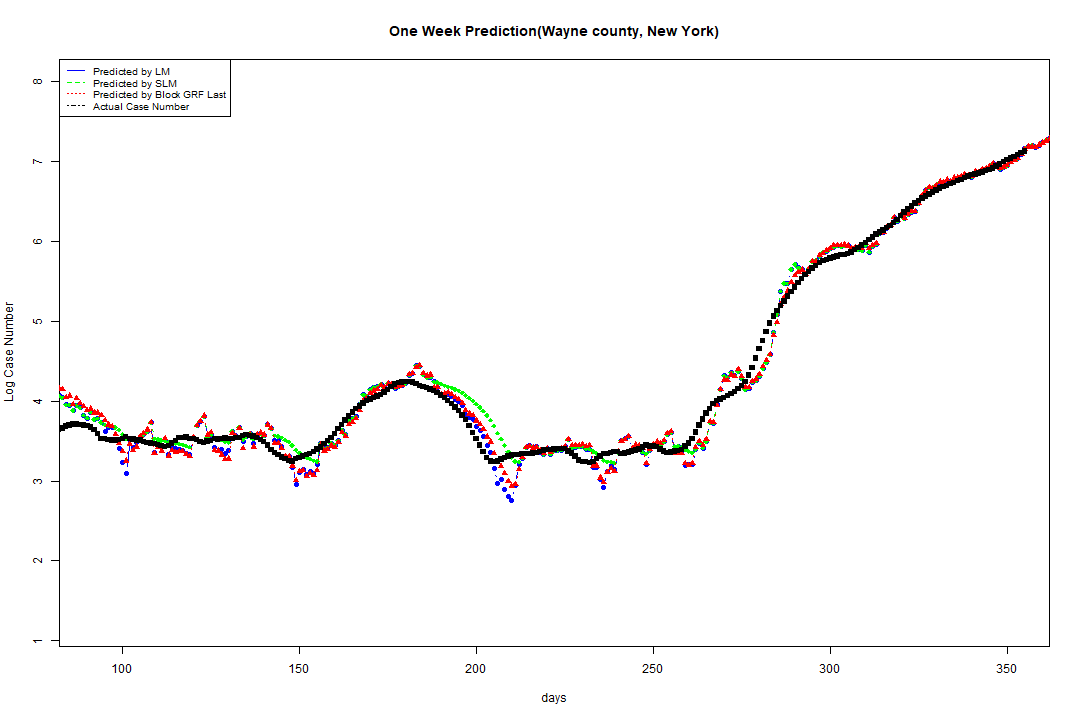 One Week Prediction(Wayne county, New York)
Predicted by LM
Predicted by SLM
Predicted by Block GRF Last
Actual Case Number
8
7
6
5
4
3
2
1
Log Case Number
100 150 200 250 300 350
days